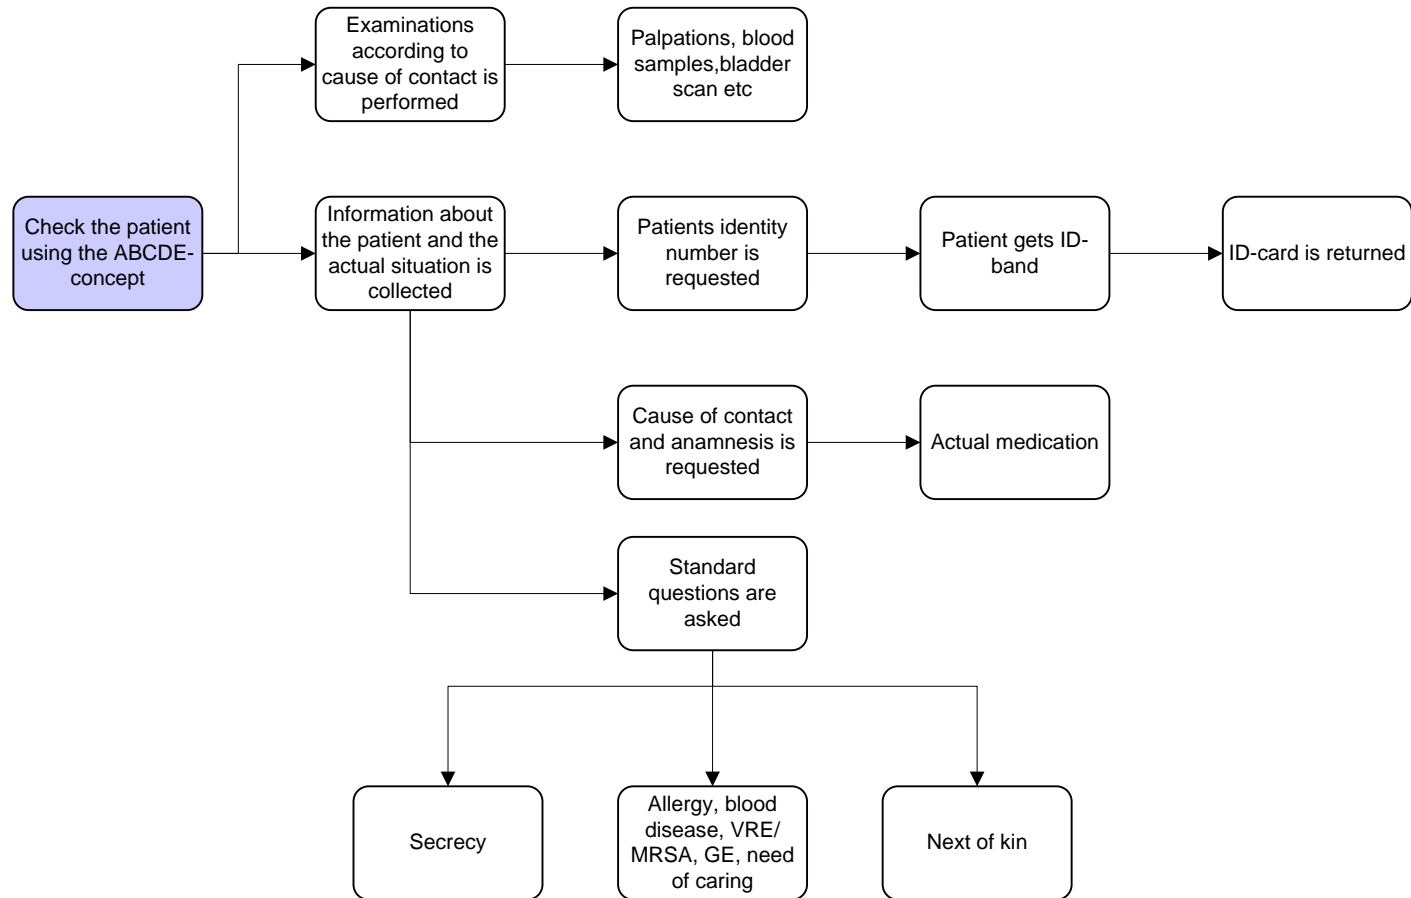 Examinations
according to
cause of contact is
performed
Palpations, blood
samples,bladder
scan etc
Check the patient
using the ABCDE-
concept
Information about
the patient and the
actual situation is
collected
Patients identity
number is
requested
Patient gets ID-
band
ID-card is returned
Cause of contact
and anamnesis is
requested
Actual medication
Standard
questions are
asked
Secrecy
Allergy, blood
disease, VRE/
MRSA, GE, need
of caring
Next of kin